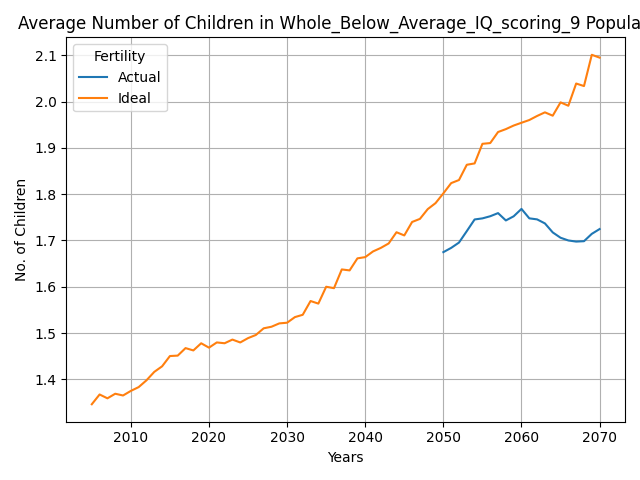 Average Number of Children in Whole_Below_Average_IQ_scoring_9 Popula
Fertility
Actual
Ideal
2.1
2.0
1.9
1.8
1.7
1.6
1.5
1.4
No. of Children
2010 2020 2030 2040 2050 2060 2070
Years